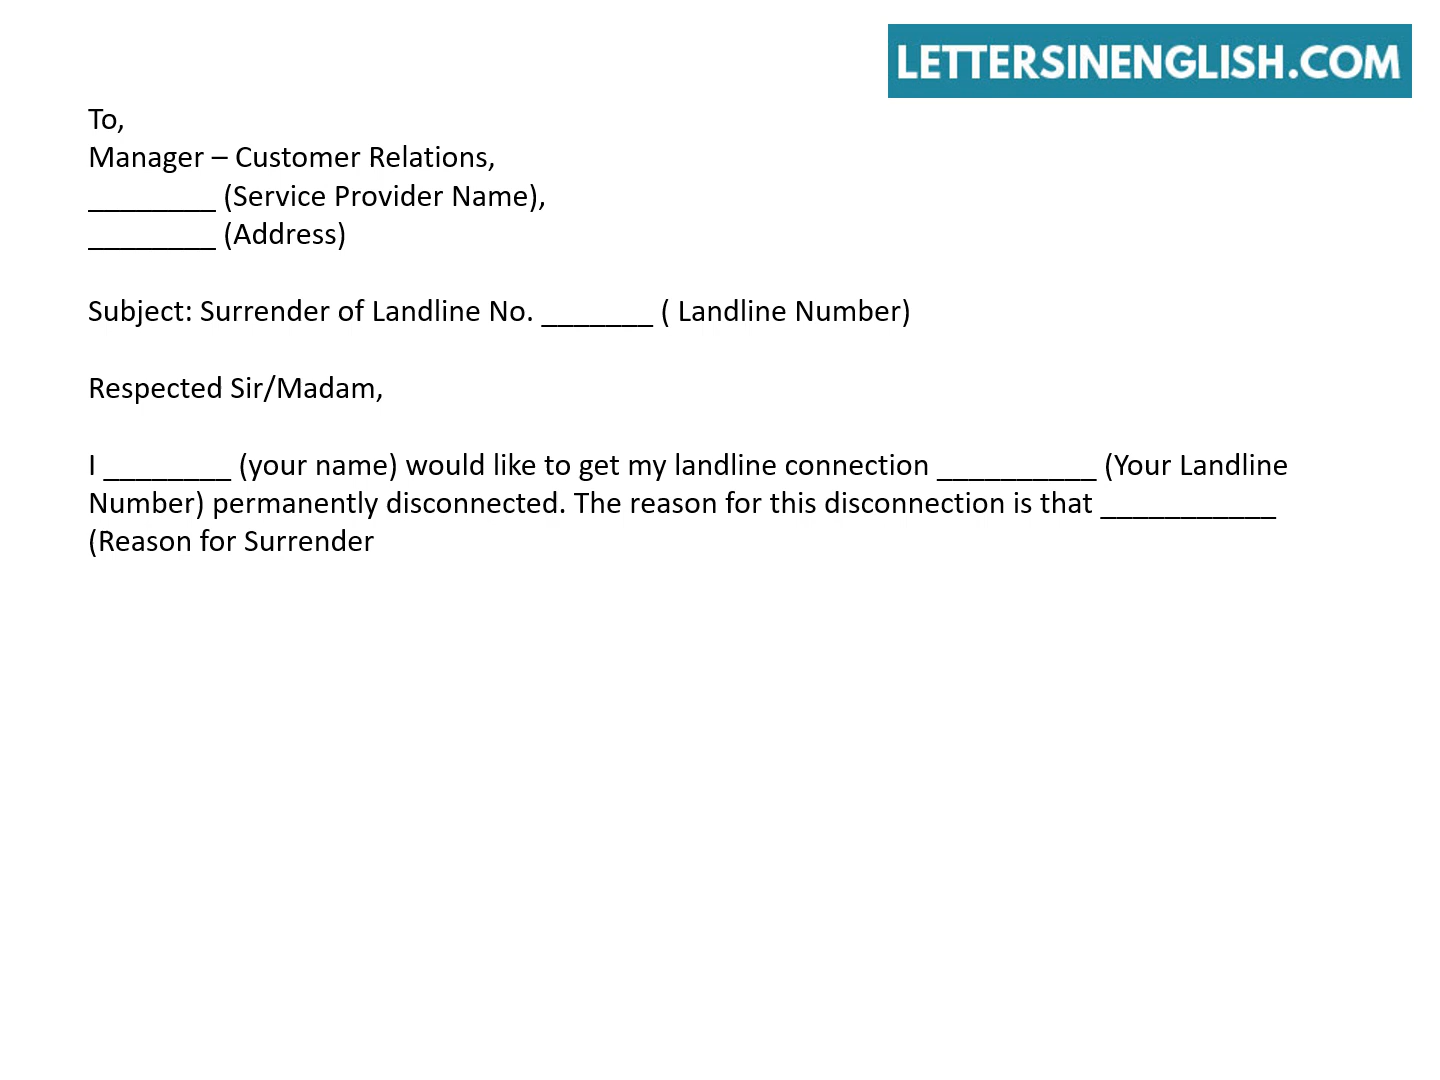 LETTERSINENGLISH.COM
To,
Manager – Customer Relations,
________ (Service Provider Name),
________ (Address)
Subject: Surrender of Landline No. _______ ( Landline Number)
Respected Sir/Madam,
I ________ (your name) would like to get my landline connection __________ (Your Landline
Number) permanently disconnected. The reason for this disconnection is that ___________
(Reason for Surrender